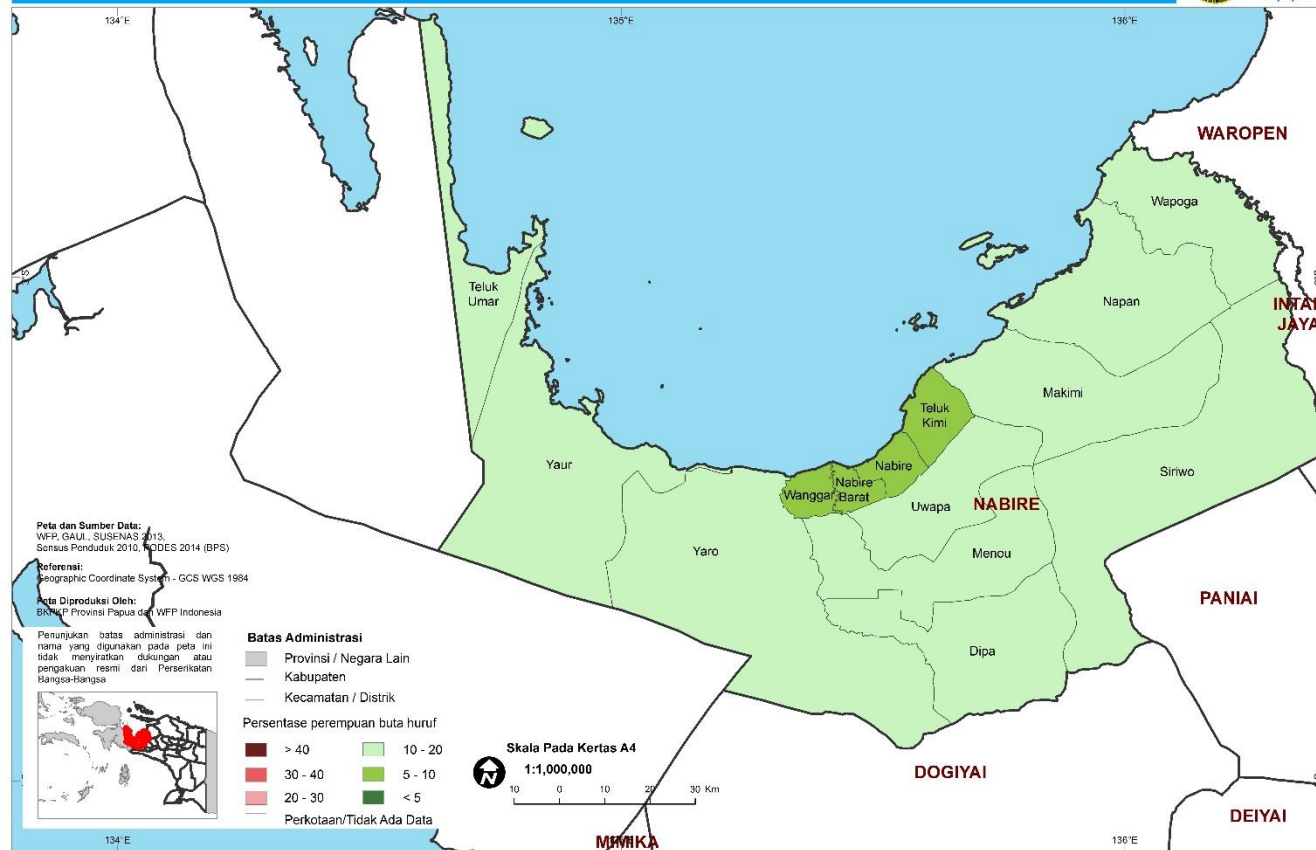 134°E
135°E
136°E
WAROPEN
Wapoga
Teluk
Umar
Napan
INTAN
JAYA
Makimi
Teluk
Kimi
Nabire
Yaur
Siriwo
Wanggar
Nabire
Barat
Uwapa
NABIRE
Yaro
Menou
PANIAI
Dipa
DOGIYAI
DEIYAI
MIMIKA
Peta dan Sumber Data:
WFP, GAUL, SUSENAS 2013,
Sensus Penduduk 2010, PODES 2014 (BPS)
Referensi:
Geographic Coordinate System - GCS WGS 1984
Peta Diproduksi Oleh:
BKPKP Provinsi Papua dan WFP Indonesia
Penunjukan batas administrasi dan
nama yang digunakan pada peta ini
tidak menyiratkan dukungan atau
pengakuan resmi dari Perserikatan
Bangsa-Bangsa
Batas Administrasi
Provinsi / Negara Lain
Kabupaten
Kecamatan / Distrik
Persentase perempuan buta huruf
> 40
10 - 20
30 - 40
5 - 10
20 - 30
< 5
Perkotaan/Tidak Ada Data
Skala Pada Kertas A4
N
1:1,000,000
10 0 10 20 30 Km
134°E
136°E